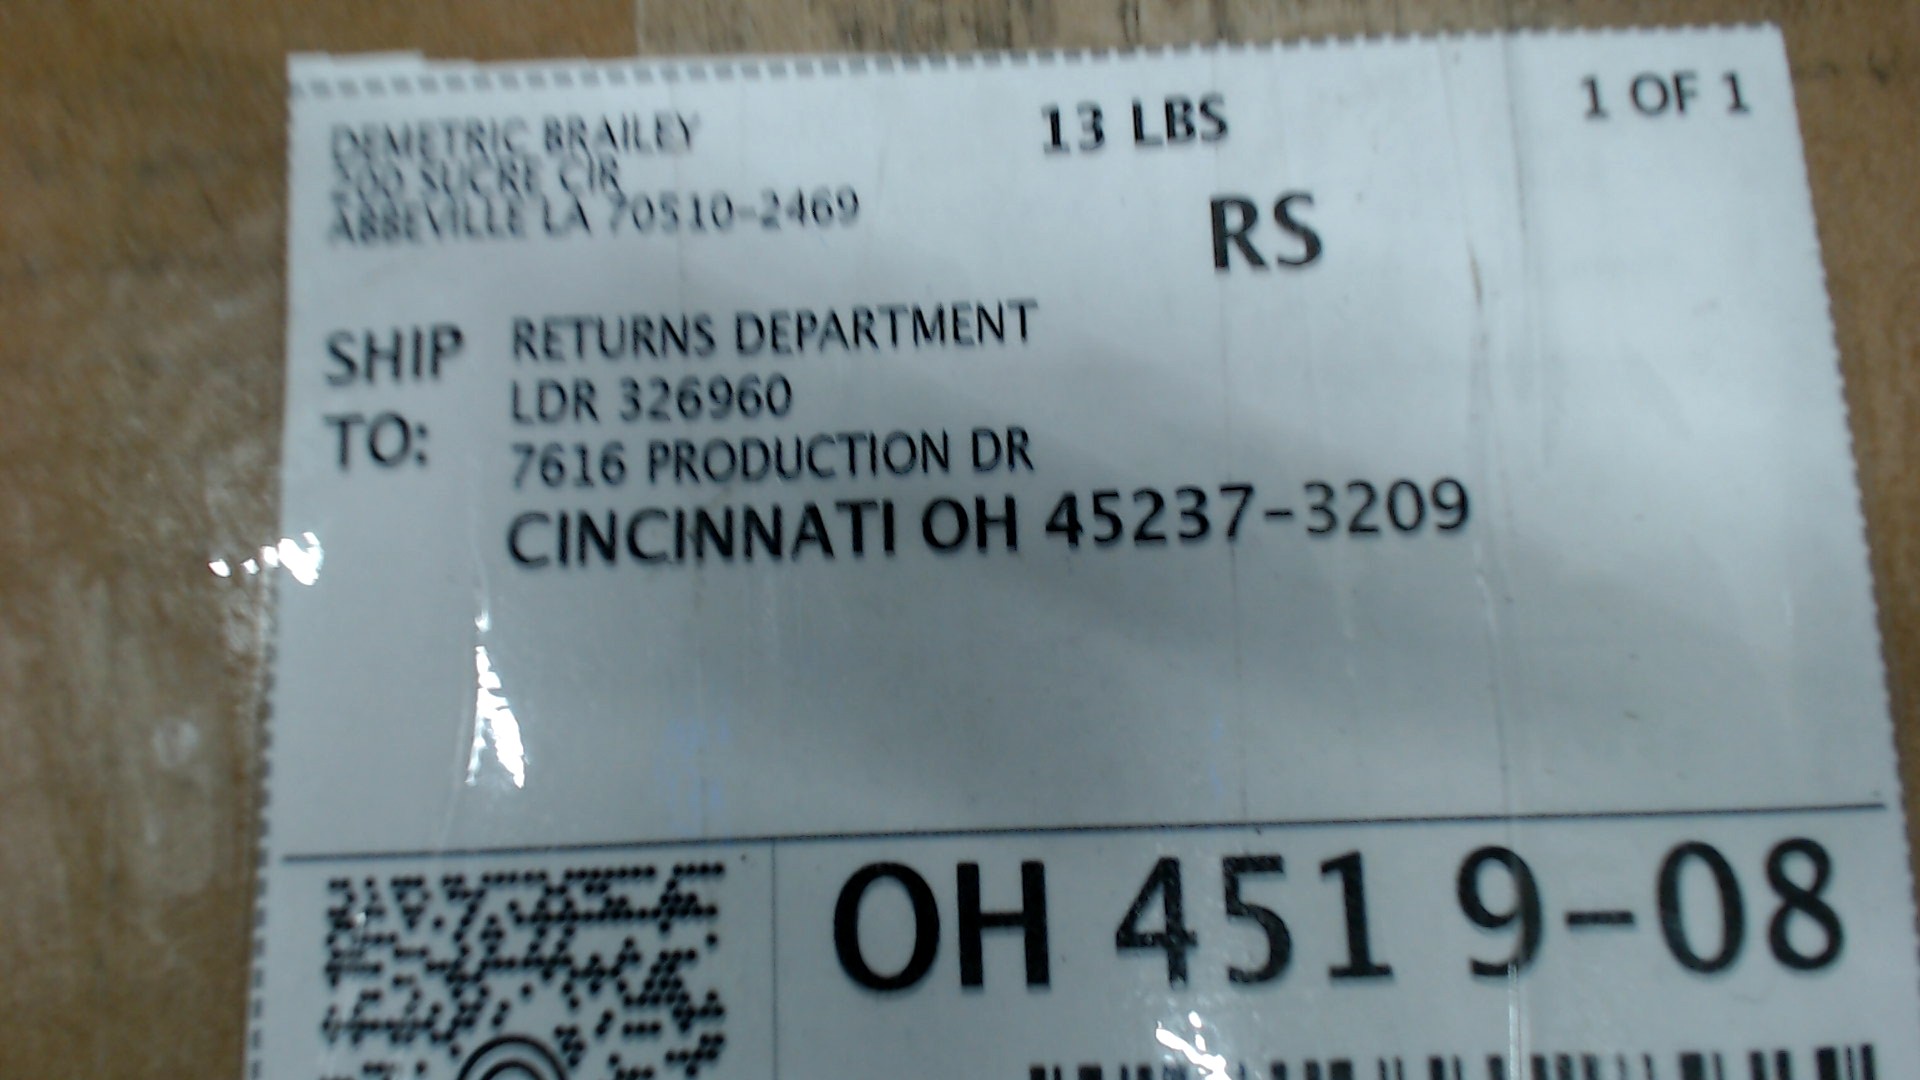 DEMETRIC BRAILEY 13 LBS 1 OF 1
200 SUCRE CIR
ABBEVILLE LA 70510-2469
RS
SHIP TO: RETURNS DEPARTMENT
LDR 326960
7616 PRODUCTION DR
CINCINNATI OH 45237-3209
OH 451 9-08